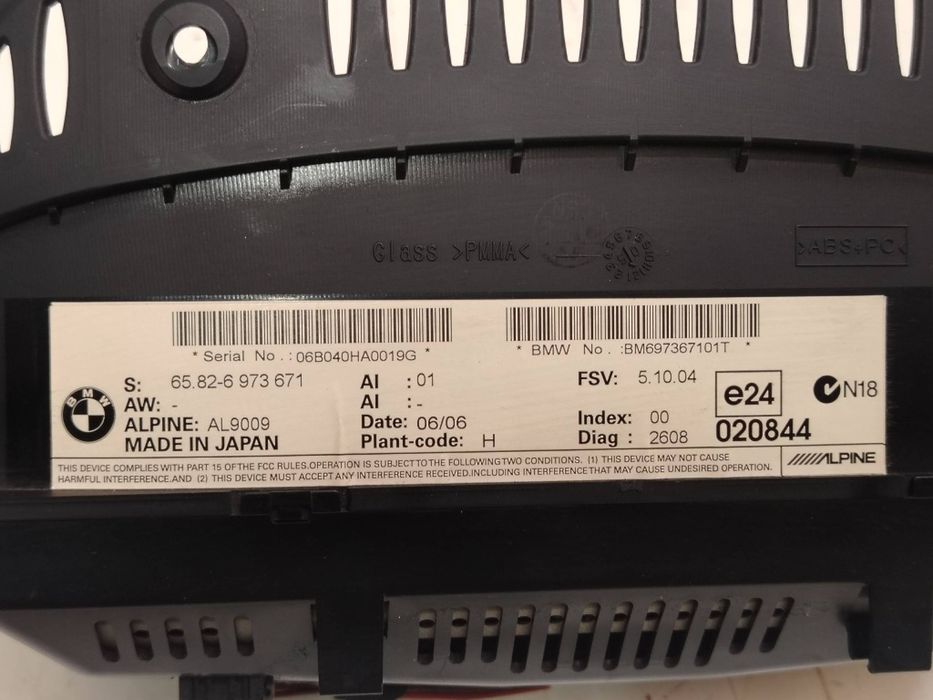 Glass >PMMA<
>ABS+PC<
* Serial No.:06B040HA0019G *
* BMW No.:BM697367101T *
BMW
S: 65.82-6 973 671
AW: -
ALPINE: AL9009
MADE IN JAPAN
AI :01
AI :-
Date: 06/06
Plant-code: H
FSV: 5.10.04
Index: 00
Diag : 2608
e24
020844
N18
THIS DEVICE COMPLIES WITH PART 15 OF THE FCC RULES.OPERATION IS SUBJECT TO THE FOLLOWING TWO CONDITIONS. (1) THIS DEVICE MAY NOT CAUSE
HARMFUL INTERFERENCE.AND (2) THIS DEVICE MUST ACCEPT ANY INTERFERENCE RECEIVED.INCLUDING INTERFERENCE THAT MAY CAUSE UNDESIRED OPERATION.
ALPINE